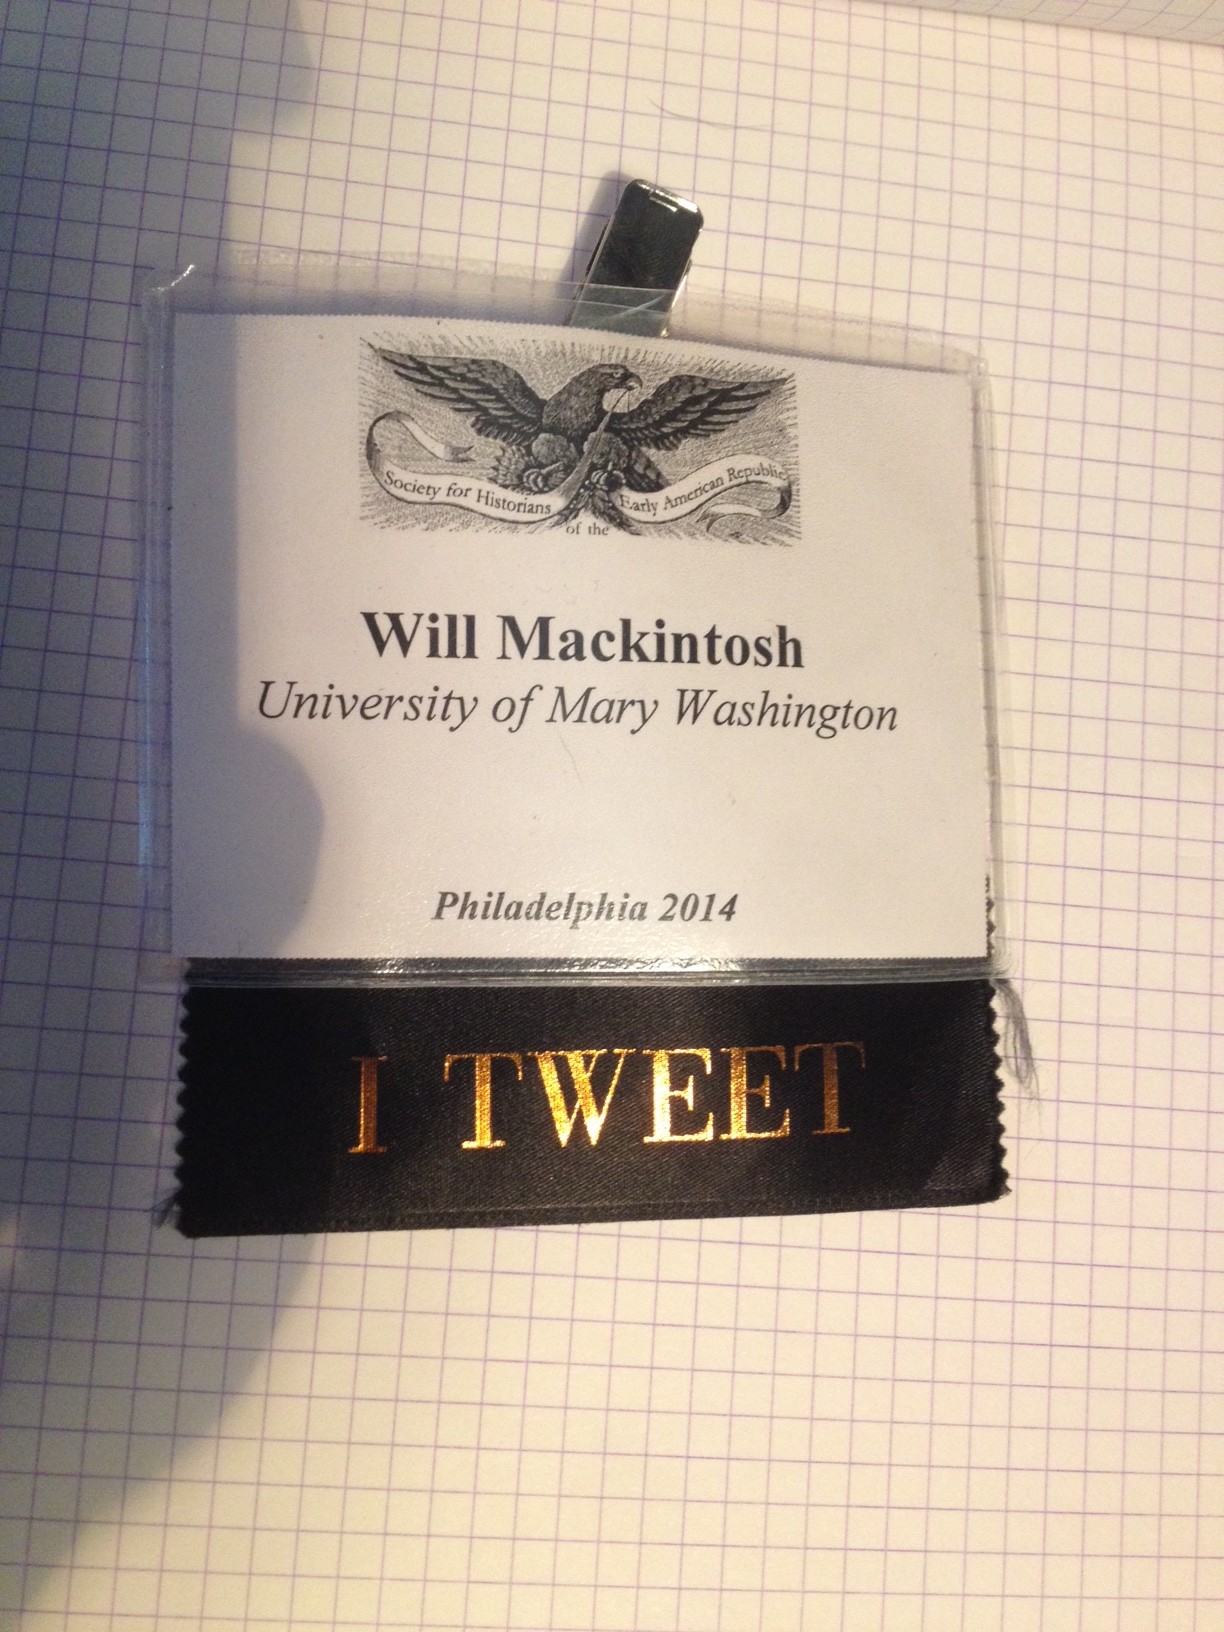 Society for Historians of the Early American Republic
Will Mackintosh
University of Mary Washington
Philadelphia 2014
I TWEET